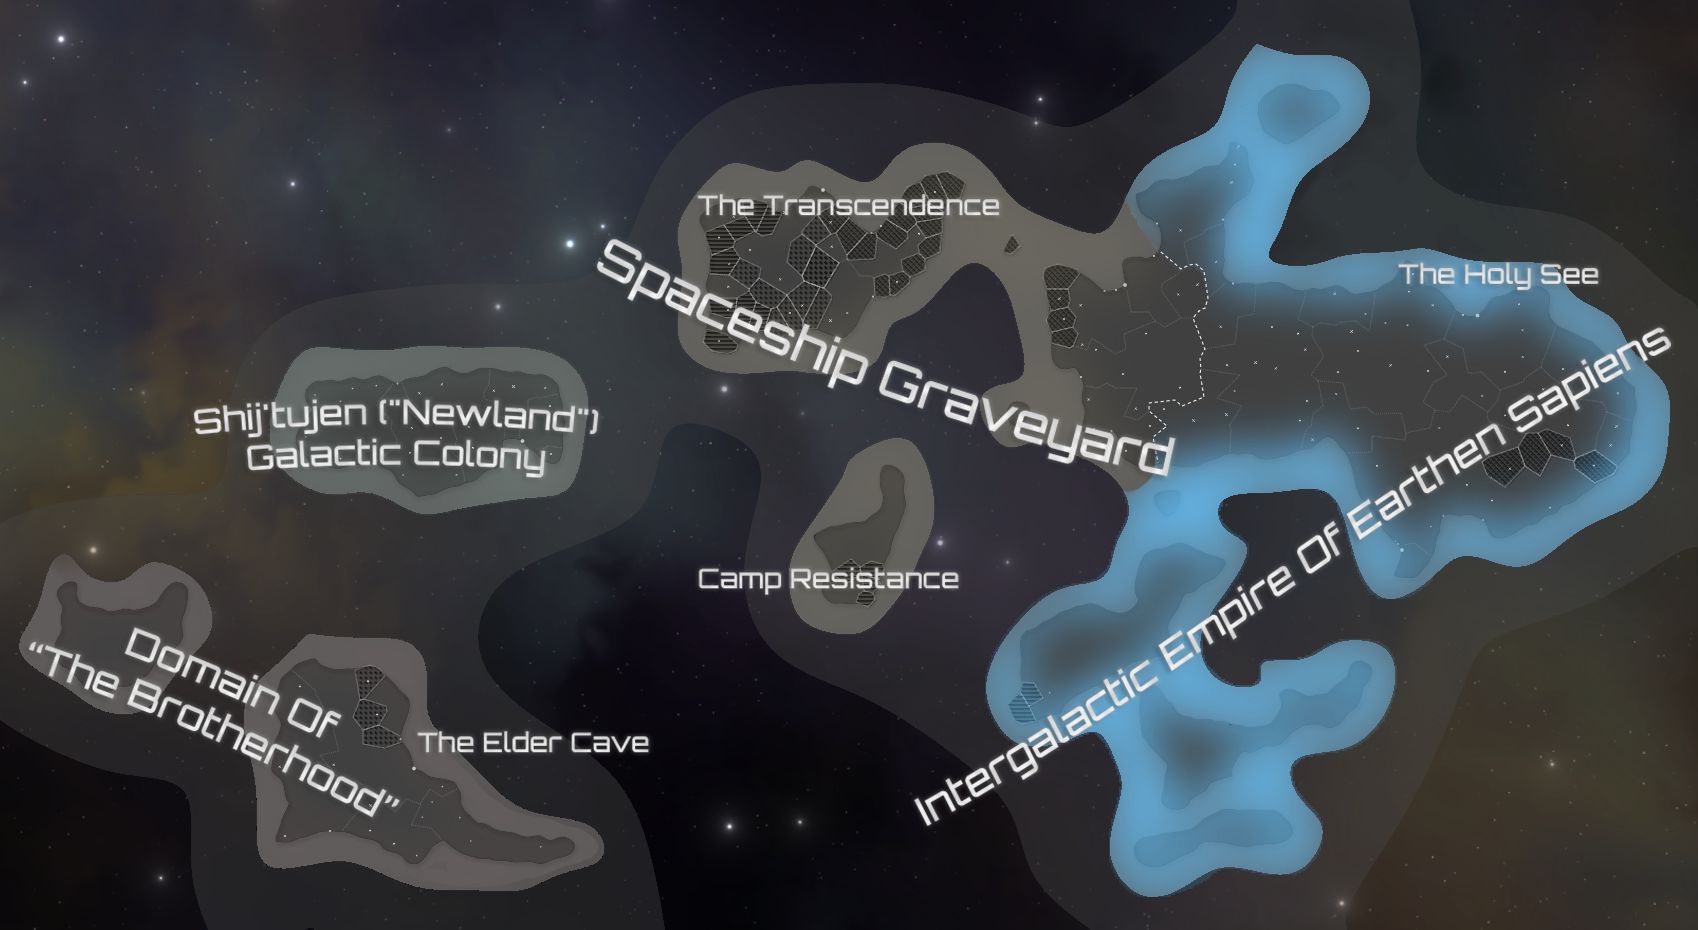 The Transcendence
Spaceship Graveyard
The Holy See
Shij'tujen ("Newland")
Galactic Colony
Camp Resistance
Intergalactic Empire Of Earthen Sapiens
Domain Of
“The Brotherhood”
The Elder Cave